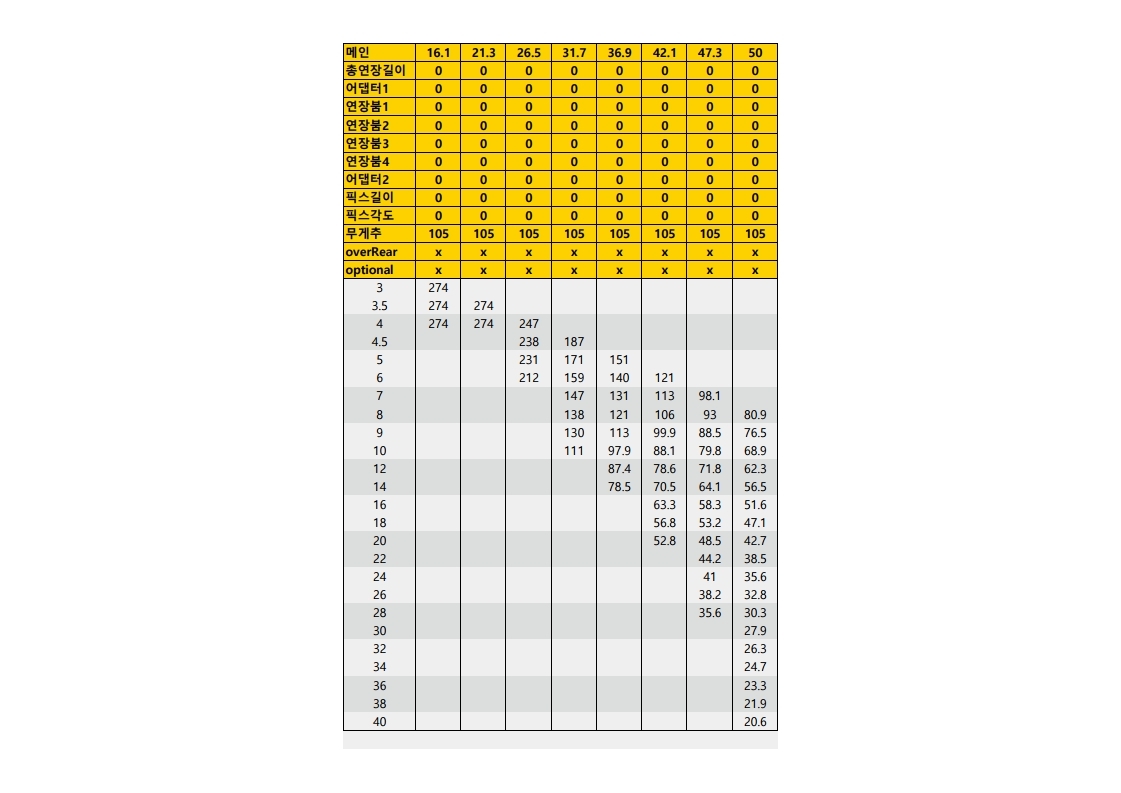 메인 16.1 21.3 26.5 31.7 36.9 42.1 47.3 50
총연장길이 0 0 0 0 0 0 0 0
어댑터1 0 0 0 0 0 0 0 0
연장붐1 0 0 0 0 0 0 0 0
연장붐2 0 0 0 0 0 0 0 0
연장붐3 0 0 0 0 0 0 0 0
연장붐4 0 0 0 0 0 0 0 0
어댑터2 0 0 0 0 0 0 0 0
픽스길이 0 0 0 0 0 0 0 0
픽스각도 0 0 0 0 0 0 0 0
무게추 105 105 105 105 105 105 105 105
overRear x x x x x x x x
optional x x x x x x x x
3 274
3.5 274 274
4 274 274 247
4.5 238 187
5 231 171 151
6 212 159 140 121
7 147 131 113 98.1
8 138 121 106 93 80.9
9 130 113 99.9 88.5 76.5
10 111 97.9 88.1 79.8 68.9
12 87.4 78.6 71.8 62.3
14 78.5 70.5 64.1 56.5
16 63.3 58.3 51.6
18 56.8 53.2 47.1
20 52.8 48.5 42.7
22 44.2 38.5
24 41 35.6
26 38.2 32.8
28 35.6 30.3
30 27.9
32 26.3
34 24.7
36 23.3
38 21.9
40 20.6